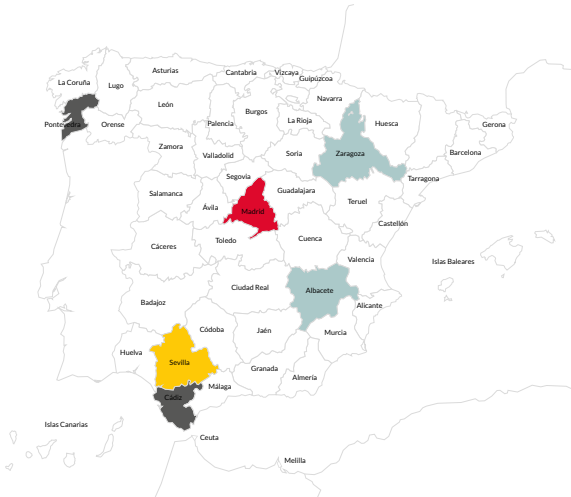 Asturias
Cantabria
Vizcaya
Guipúzcoa
La Coruña
Lugo
León
Burgos
Navarra
Palencia
La Rioja
Huesca
Gerona
Pontevedra
Orense
Zamora
Valladolid
Soria
Zaragoza
Barcelona
Segovia
Tarragona
Salamanca
Guadalajara
Ávila
Madrid
Teruel
Castellón
Cáceres
Toledo
Cuenca
Valencia
Islas Baleares
Ciudad Real
Albacete
Badajoz
Alicante
Córdoba
Jaén
Murcia
Huelva
Sevilla
Granada
Almería
Málaga
Cádiz
Islas Canarias
Ceuta
Melilla